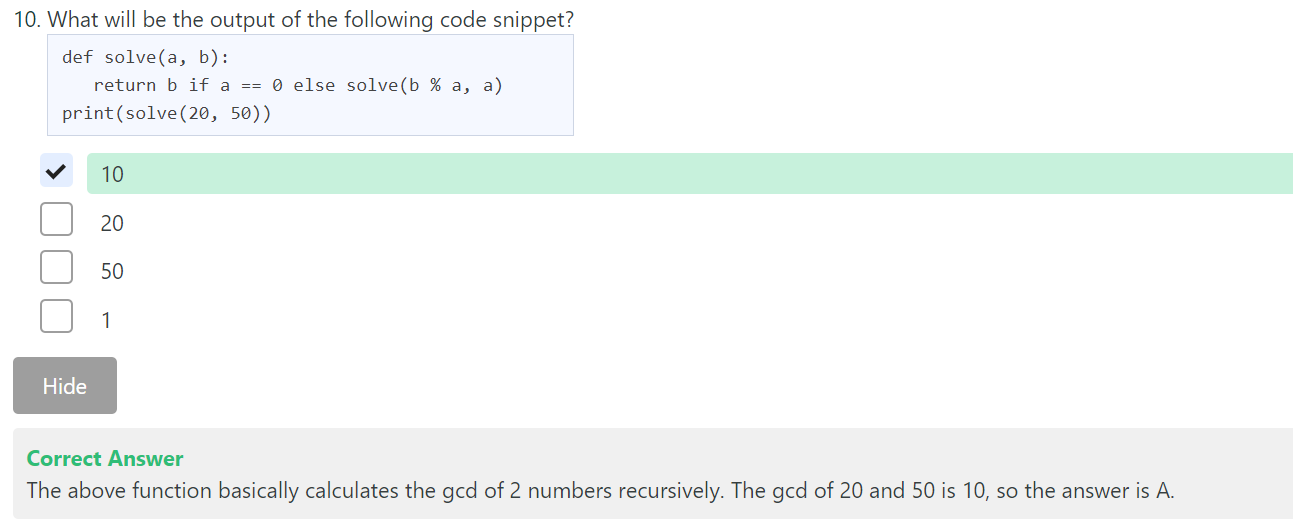 10. What will be the output of the following code snippet?
def solve(a, b):
   return b if a == 0 else solve(b % a, a)
print(solve(20, 50))
10
20
50
1
Hide
Correct Answer
The above function basically calculates the gcd of 2 numbers recursively. The gcd of 20 and 50 is 10, so the answer is A.